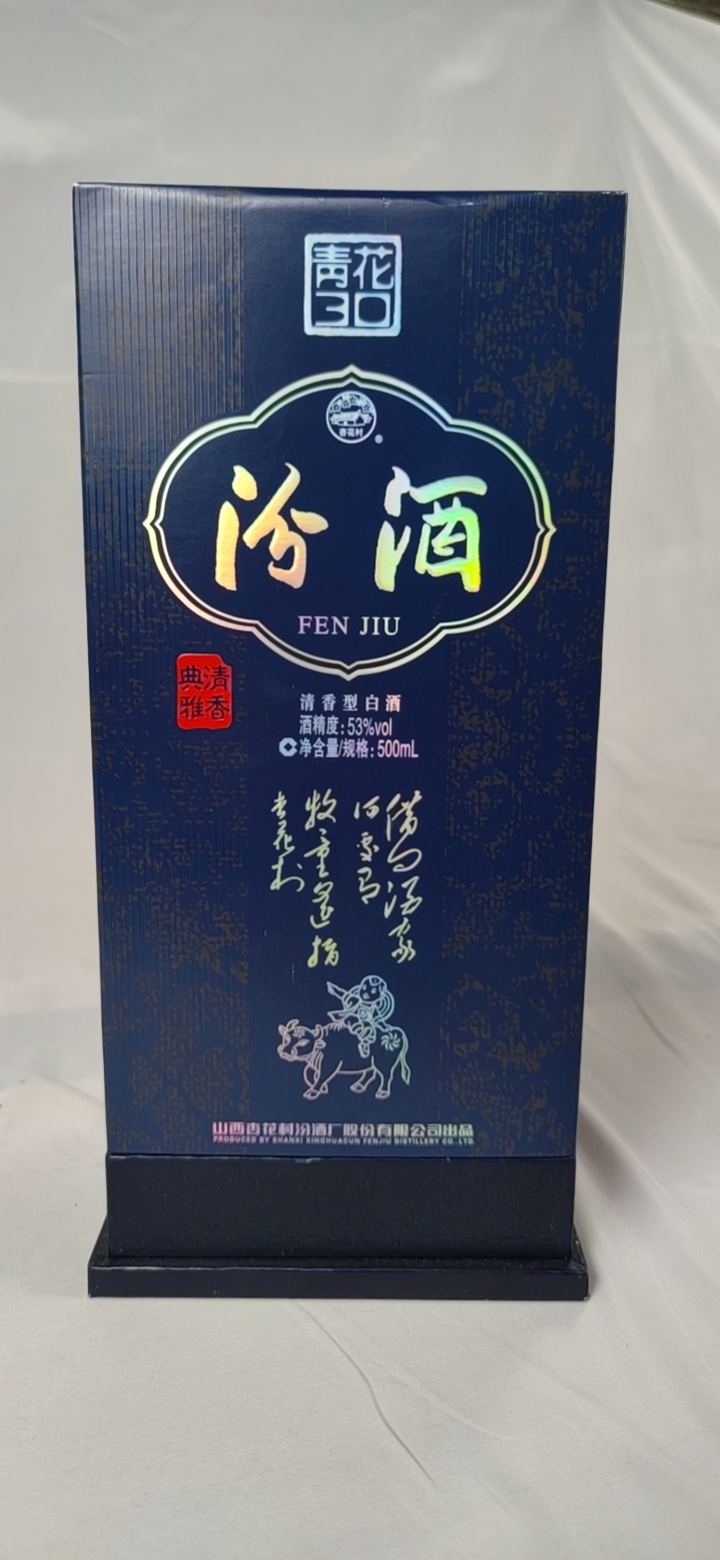 青花
30
杏花村
®
汾酒
FEN JIU
清香
典雅
清香型白酒
酒精度:53%vol
净含量/规格:500mL
借问酒家
何处有
牧童遥指
杏花村
山西杏花村汾酒厂股份有限公司出品
PRODUCED BY SHANXI XINGHUACUN FENJIU DISTILLERY CO.,LTD.